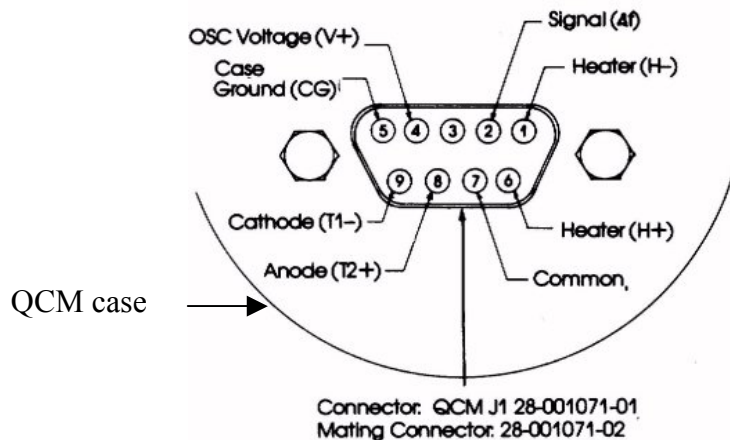 Signal (4f)
OSC Voltage (V+)
Case
Ground (CG)
Heater (H-)
5 4 3 2 1
9 8 7 6
Cathode (T1-)
Heater (H+)
Anode (T2+)
Common,
QCM case
Connector: QCM J1 28-001071-01
Mating Connector: 28-001071-02